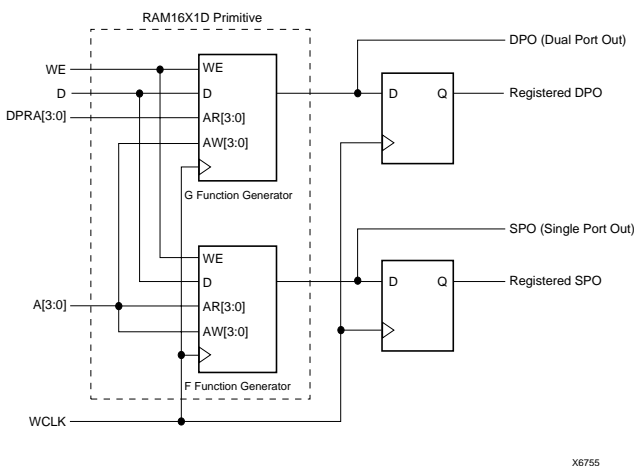 RAM16X1D Primitive
DPO (Dual Port Out)
WE
WE
D
D
D
Q
Registered DPO
DPRA[3:0]
AR[3:0]
AW[3:0]
G Function Generator
SPO (Single Port Out)
WE
D
D
Q
Registered SPO
A[3:0]
AR[3:0]
AW[3:0]
F Function Generator
WCLK
X6755